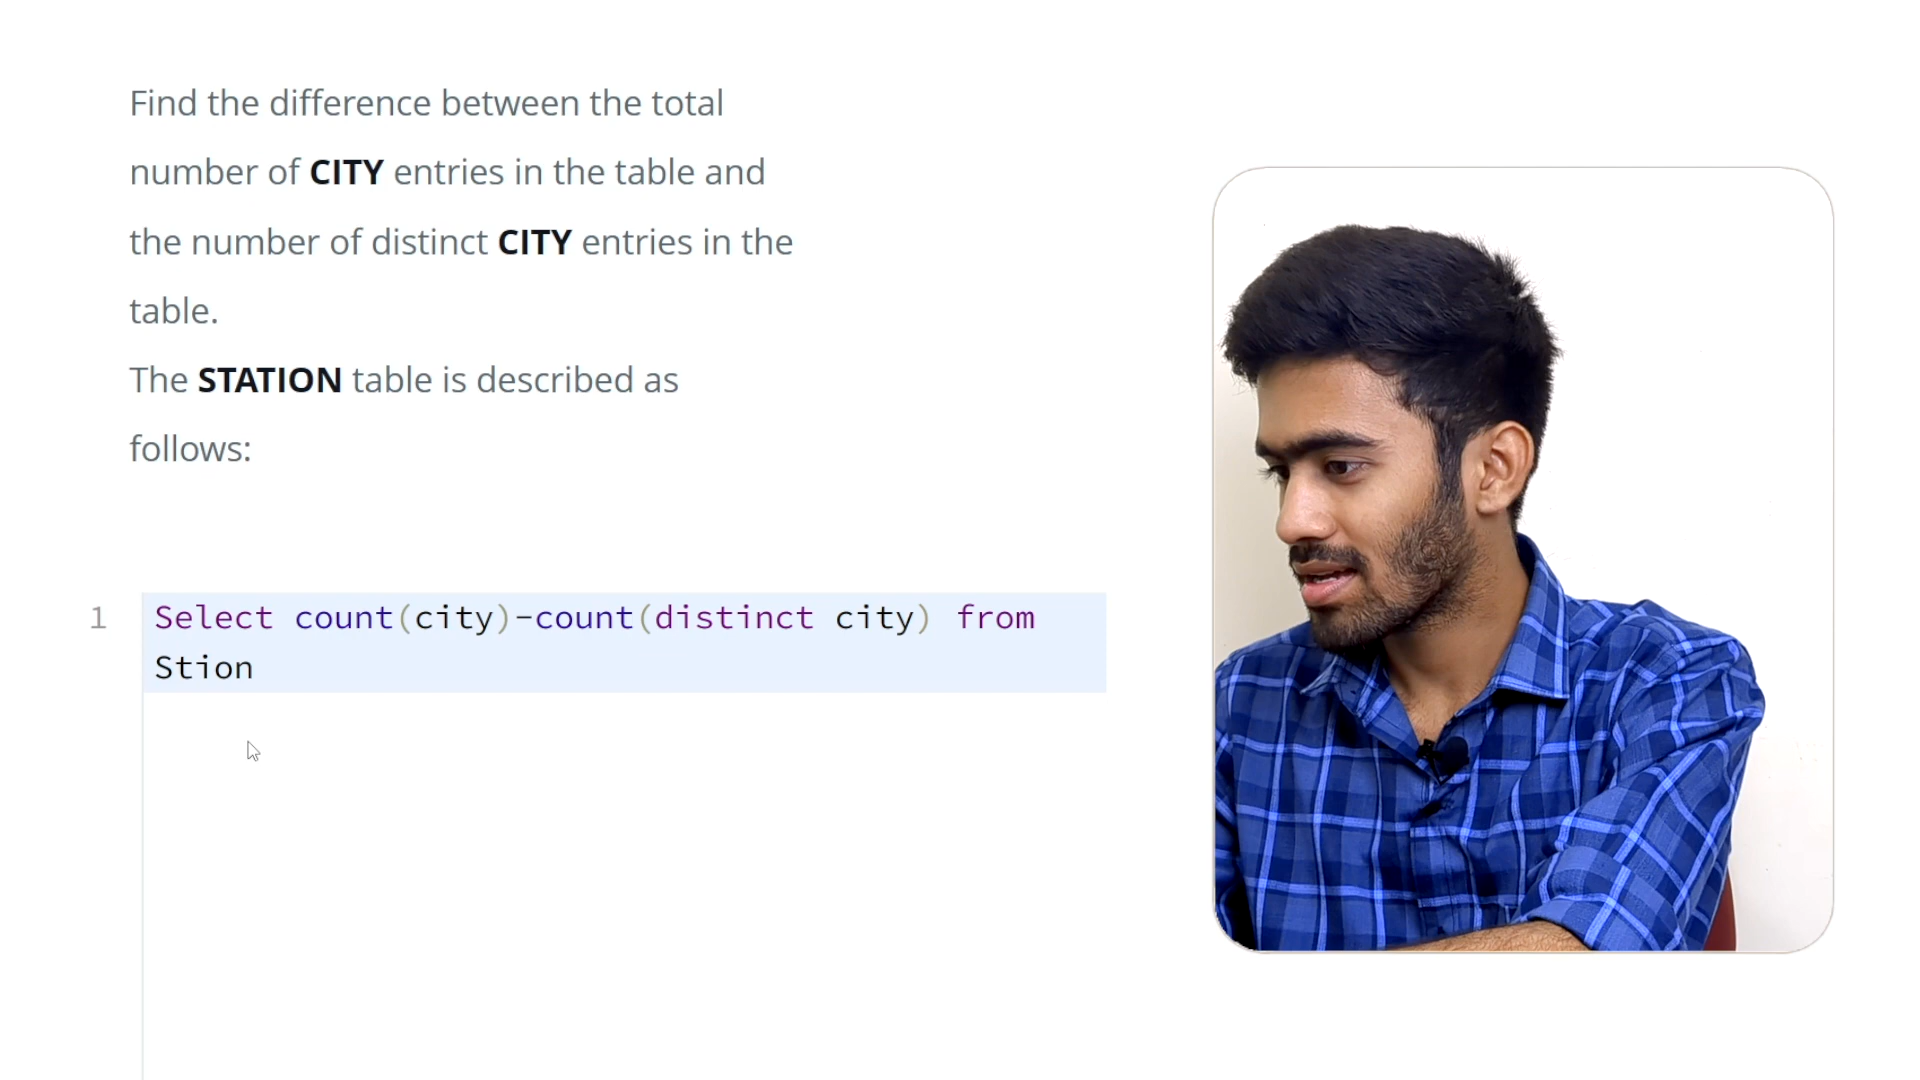 Find the difference between the total
number of CITY entries in the table and
the number of distinct CITY entries in the
table.
The STATION table is described as
follows:
1
Select count(city)-count(distinct city) from
Stion